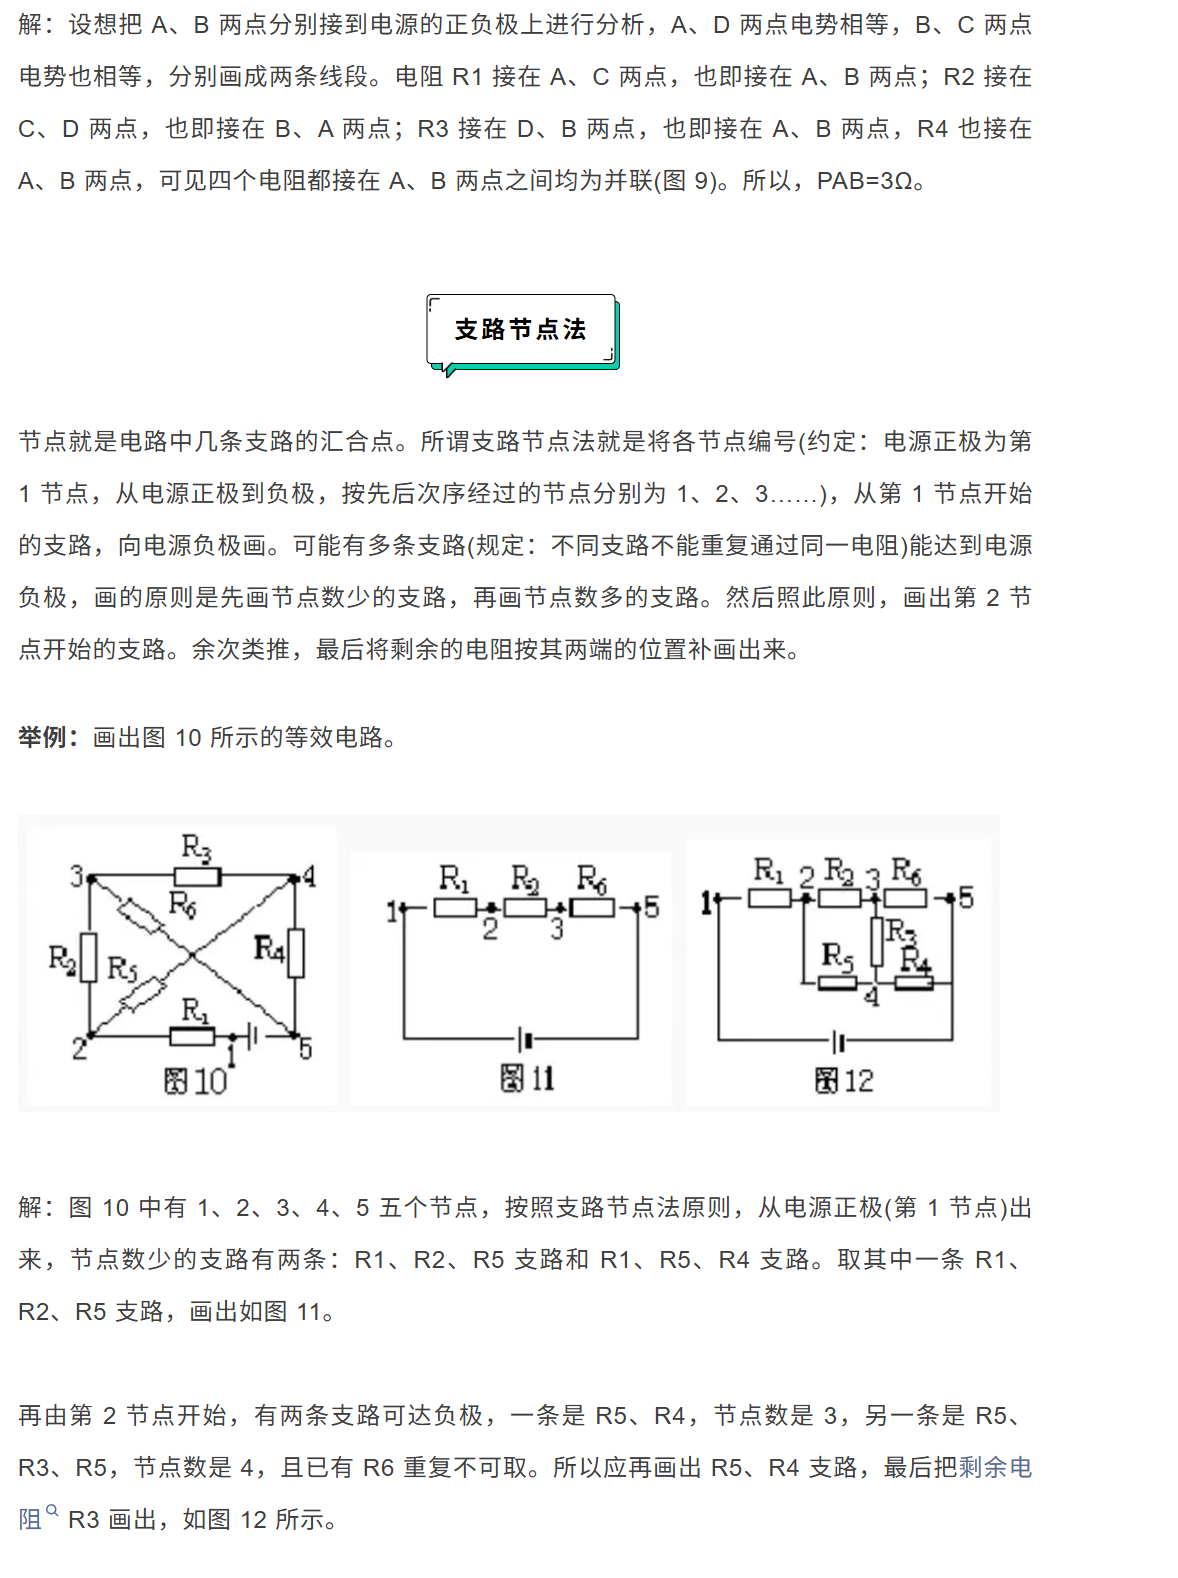 解：设想把 A、B 两点分别接到电源的正负极上进行分析，A、D 两点电势相等，B、C 两点
电势也相等，分别画成两条线段。电阻 R1 接在 A、C 两点，也即接在 A、B 两点；R2 接在
C、D 两点，也即接在 B、A 两点；R3 接在 D、B 两点，也即接在 A、B 两点，R4 也接在
A、B 两点，可见四个电阻都接在 A、B 两点之间均为并联(图 9)。所以，PAB=3Ω。
支路节点法
节点就是电路中几条支路的汇合点。所谓支路节点法就是将各节点编号(约定：电源正极为第
1 节点，从电源正极到负极，按先后次序经过的节点分别为 1、2、3……)，从第 1 节点开始
的支路，向电源负极画。可能有多条支路(规定：不同支路不能重复通过同一电阻)能达到电源
负极，画的原则是先画节点数少的支路，再画节点数多的支路。然后照此原则，画出第 2 节
点开始的支路。余次类推，最后将剩余的电阻按其两端的位置补画出来。
举例：画出图 10 所示的等效电路。
R3
3 4
R6
R2 R5 R4
R1
2 1 5
图10
R1 R2 R6
1 5
2 3
图11
R1 2 R2 3 R6
1 5
R3
R5 R4
4
图12
解：图 10 中有 1、2、3、4、5 五个节点，按照支路节点法原则，从电源正极(第 1 节点)出
来，节点数少的支路有两条：R1、R2、R5 支路和 R1、R5、R4 支路。取其中一条 R1、
R2、R5 支路，画出如图 11。
再由第 2 节点开始，有两条支路可达负极，一条是 R5、R4，节点数是 3，另一条是 R5、
R3、R5，节点数是 4，且已有 R6 重复不可取。所以应再画出 R5、R4 支路，最后把剩余电
阻 R3 画出，如图 12 所示。